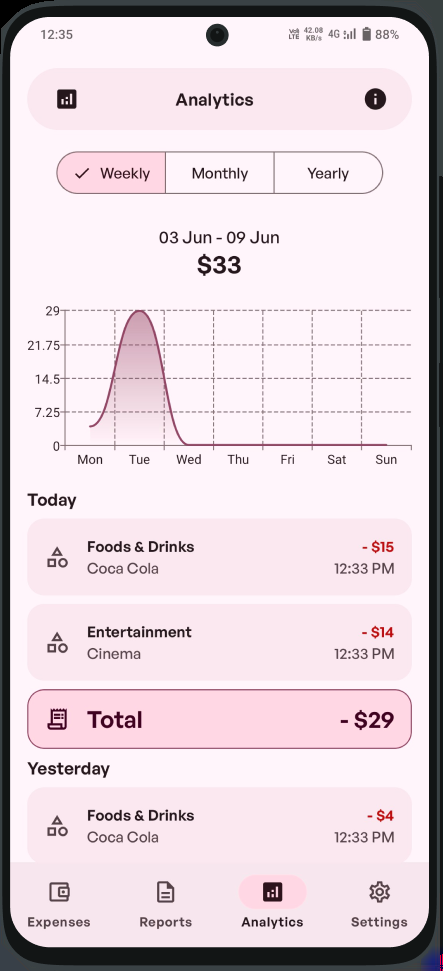 12:35
Vo))
LTE
42.08
KB/s
4G
88%
Analytics
Weekly
Monthly
Yearly
03 Jun - 09 Jun
$33
29
21.75
14.5
7.25
0
Mon Tue Wed Thu Fri Sat Sun
Today
Foods & Drinks - $15
Coca Cola 12:33 PM
Entertainment - $14
Cinema 12:33 PM
Total - $29
Yesterday
Foods & Drinks - $4
Coca Cola 12:33 PM
Expenses Reports Analytics Settings